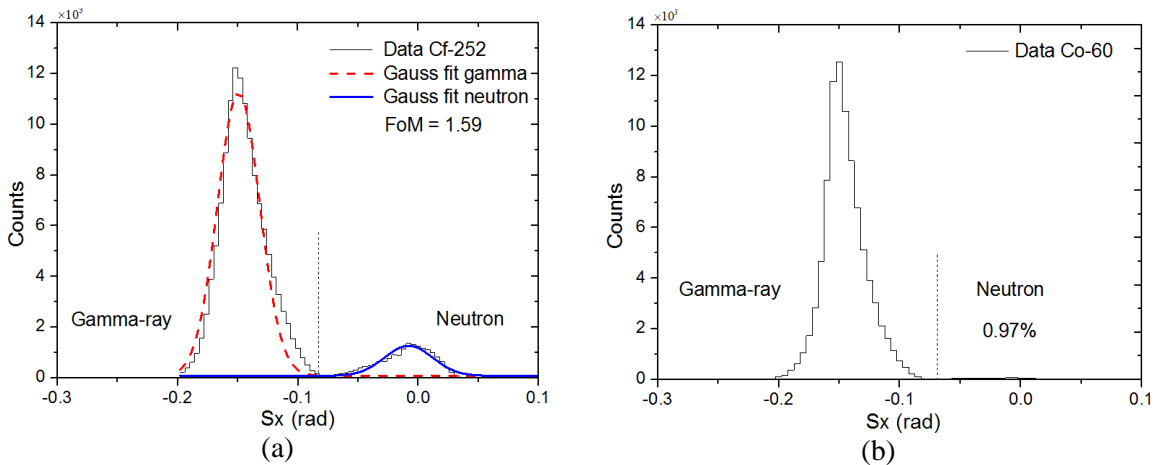 ×10³
14
12
10
8
6
4
2
0
Counts
Data Cf-252
Gauss fit gamma
Gauss fit neutron
FoM = 1.59
Gamma-ray
Neutron
-0.3
-0.2
-0.1
0.0
0.1
Sx (rad)
(a)
×10³
14
12
10
8
6
4
2
0
Counts
Data Co-60
Gamma-ray
Neutron
0.97%
-0.3
-0.2
-0.1
0.0
0.1
Sx (rad)
(b)